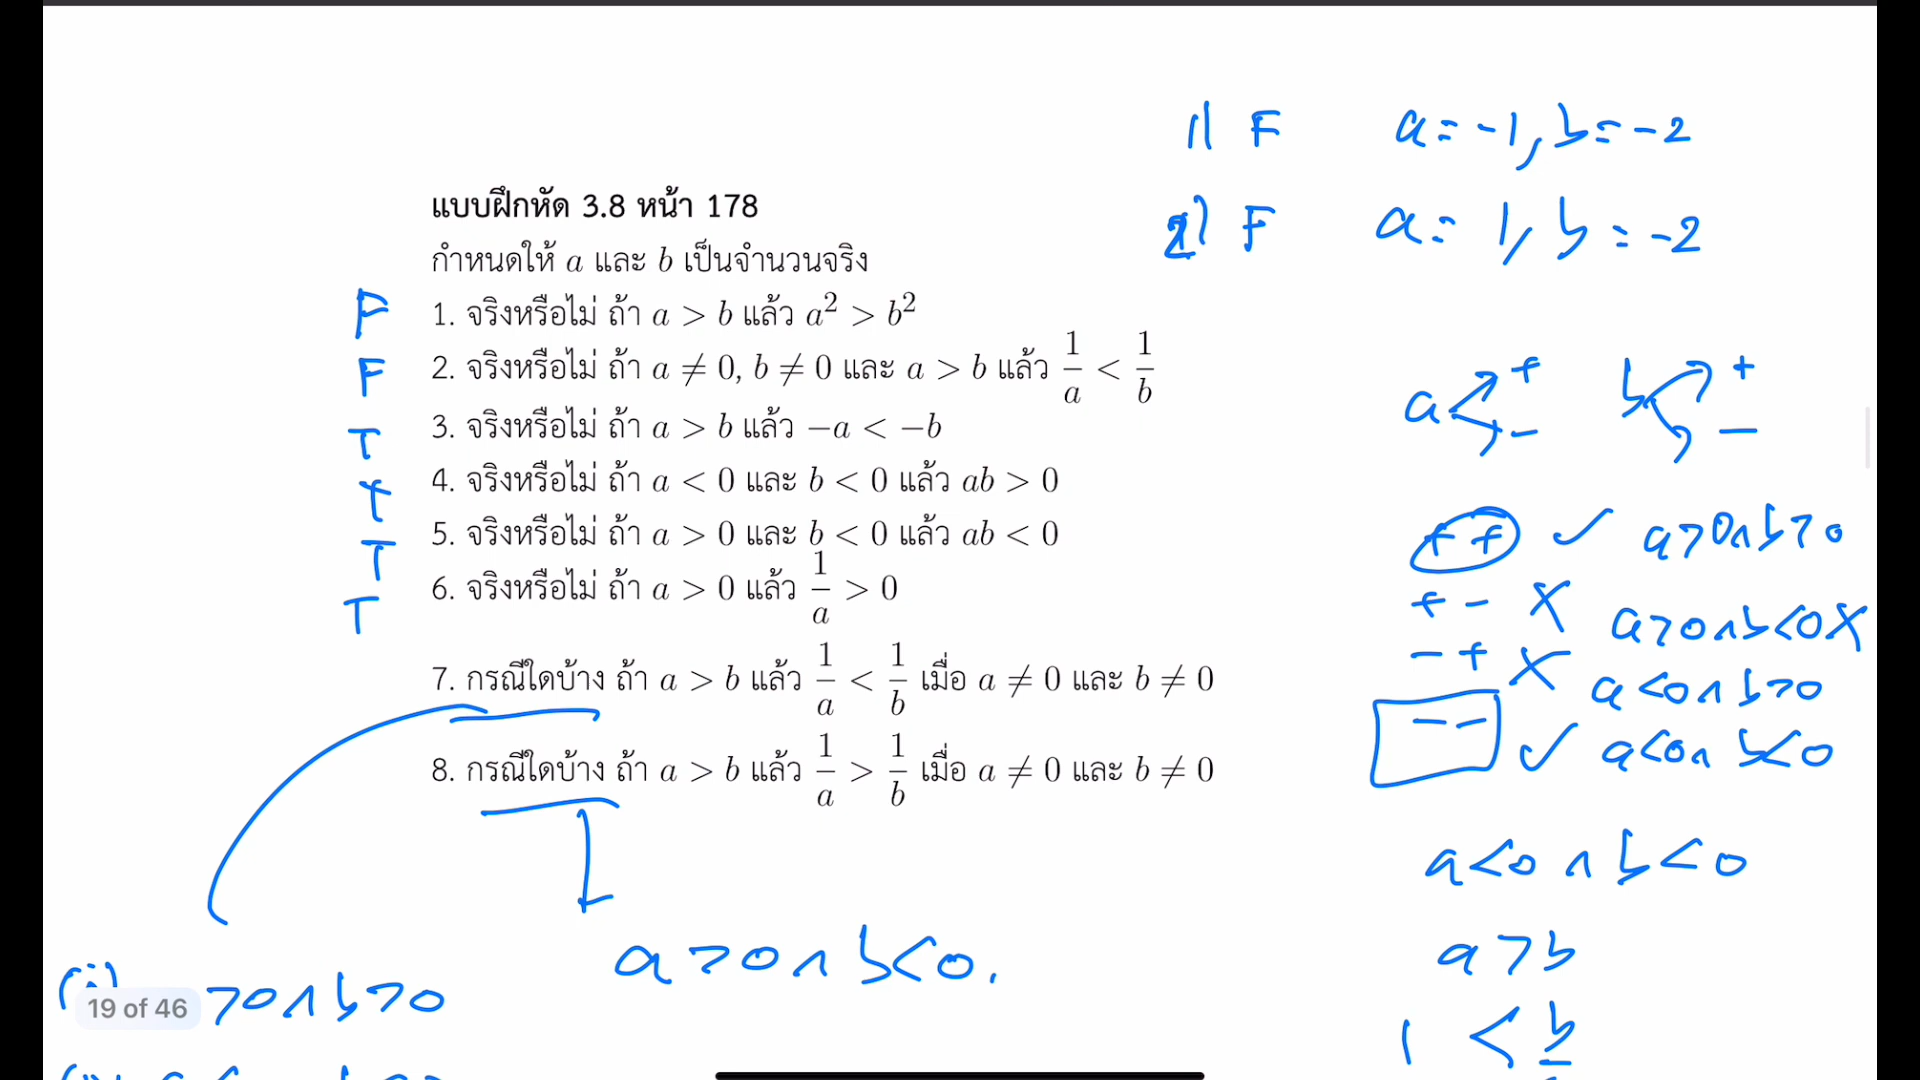 1) F a = -1, b = -2
แบบฝึกหัด 3.8 หน้า 178
2) F a = 1, b = -2
กำหนดให้ a และ b เป็นจำนวนจริง
F 1. จริงหรือไม่ ถ้า a > b แล้ว a² > b²
F 2. จริงหรือไม่ ถ้า a ≠ 0, b ≠ 0 และ a > b แล้ว 1/a < 1/b
a + - b + -
T 3. จริงหรือไม่ ถ้า a > b แล้ว −a < −b
T 4. จริงหรือไม่ ถ้า a < 0 และ b < 0 แล้ว ab > 0
T 5. จริงหรือไม่ ถ้า a > 0 และ b < 0 แล้ว ab < 0
+ + ✓ a>0 ∧ b>0
T 6. จริงหรือไม่ ถ้า a > 0 แล้ว 1/a > 0
+ - X a>0 ∧ b<0 X
- + X a<0 ∧ b>0
7. กรณีใดบ้าง ถ้า a > b แล้ว 1/a < 1/b เมื่อ a ≠ 0 และ b ≠ 0
- - ✓ a<0 ∧ b<0
8. กรณีใดบ้าง ถ้า a > b แล้ว 1/a > 1/b เมื่อ a ≠ 0 และ b ≠ 0
a<0 ∧ b<0
a>0 ∧ b<0.
a>b
>0 ∧ b>0
19 of 46
1 < b